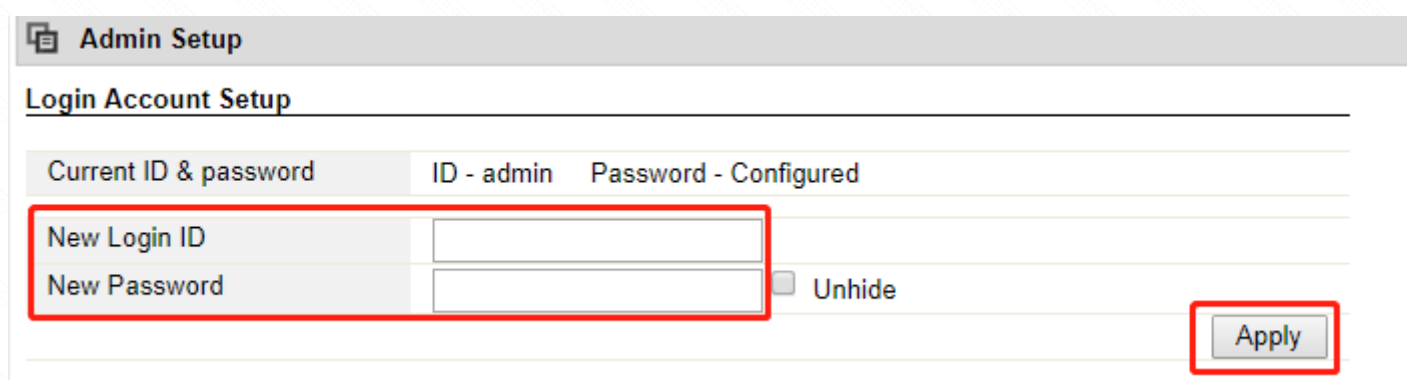 Admin Setup
Login Account Setup
Current ID & password ID - admin Password - Configured
New Login ID
New Password Unhide
Apply